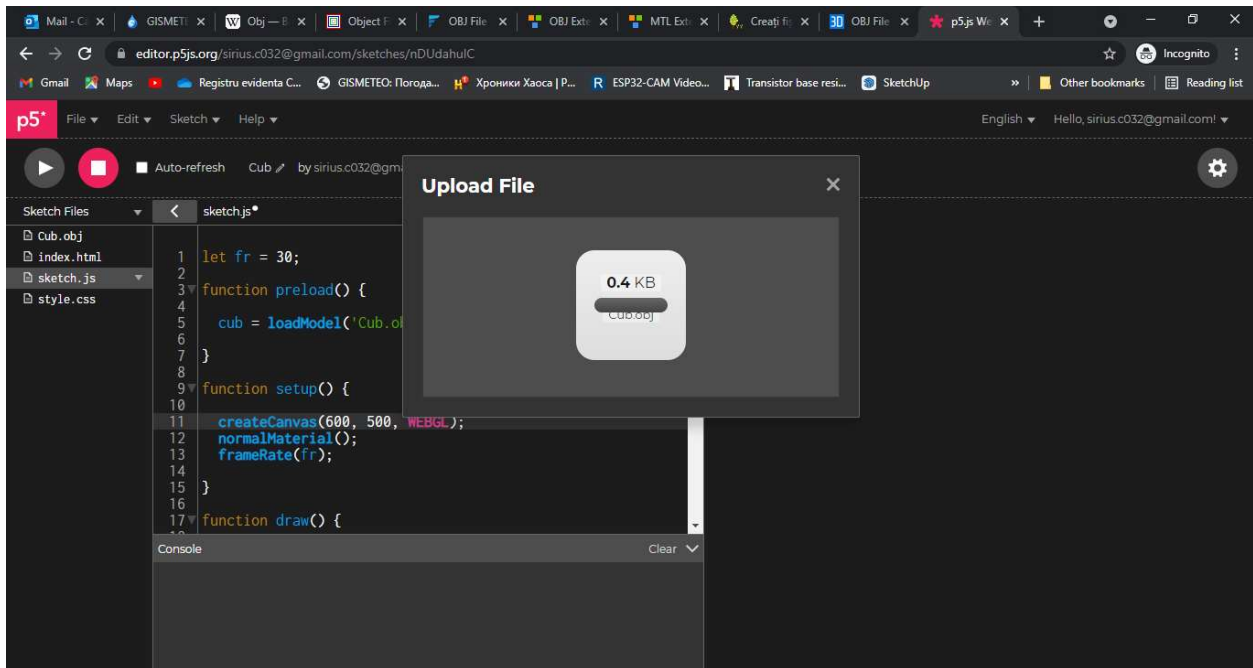 Mail - C
GISMETE
Obj — B
Object F
OBJ File
OBJ Exte
MTL Exte
Creați fiș
OBJ File
p5.js We
editor.p5js.org/sirius.c032@gmail.com/sketches/nDUdahulC
Incognito
Gmail
Maps
Registru evidenta C...
GISMETEO: Погода...
Хроники Хаоса | Р...
ESP32-CAM Video...
Transistor base resi...
SketchUp
»
Other bookmarks
Reading list
p5*
File
Edit
Sketch
Help
English
Hello, sirius.c032@gmail.com!
Auto-refresh
Cub
by sirius.c032@gm
Upload File
0.4 KB
Cub.obj
Sketch Files
Cub.obj
index.html
sketch.js
style.css
sketch.js
1 let fr = 30;
2
3 function preload() {
4
5 cub = loadModel('Cub.o
6
7 }
8
9 function setup() {
10
11 createCanvas(600, 500, WEBGL);
12 normalMaterial();
13 frameRate(fr);
14
15 }
16
17 function draw() {
Console
Clear